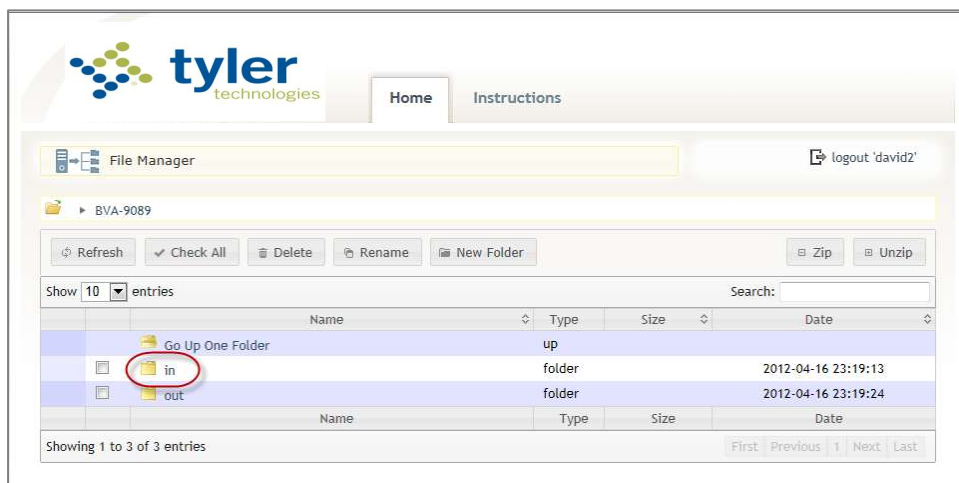 tyler
technologies
Home Instructions
File Manager logout 'david2'
BVA-9089
Refresh Check All Delete Rename New Folder Zip Unzip
Show 10 entries Search:
Name Type Size Date
Go Up One Folder up
in folder 2012-04-16 23:19:13
out folder 2012-04-16 23:19:24
Name Type Size Date
Showing 1 to 3 of 3 entries First Previous 1 Next Last